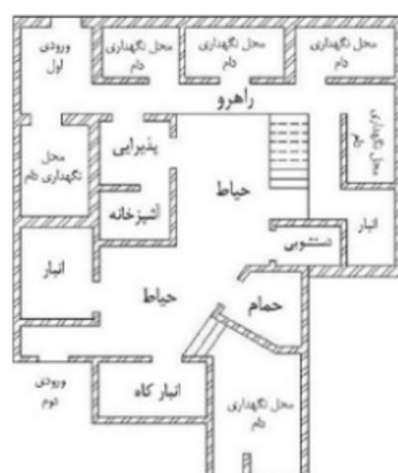 ورودی
اول
محل نگهداری
دام
محل نگهداری
دام
محل نگهداری
دام
راهرو
محل نگهداری
دام
پذیرایی
محل
نگهداری دام
حیاط
آشپزخانه
انبار
دستشویی
انبار
حیاط
حمام
ورودی
دوم
انبار کاه
محل نگهداری
دام